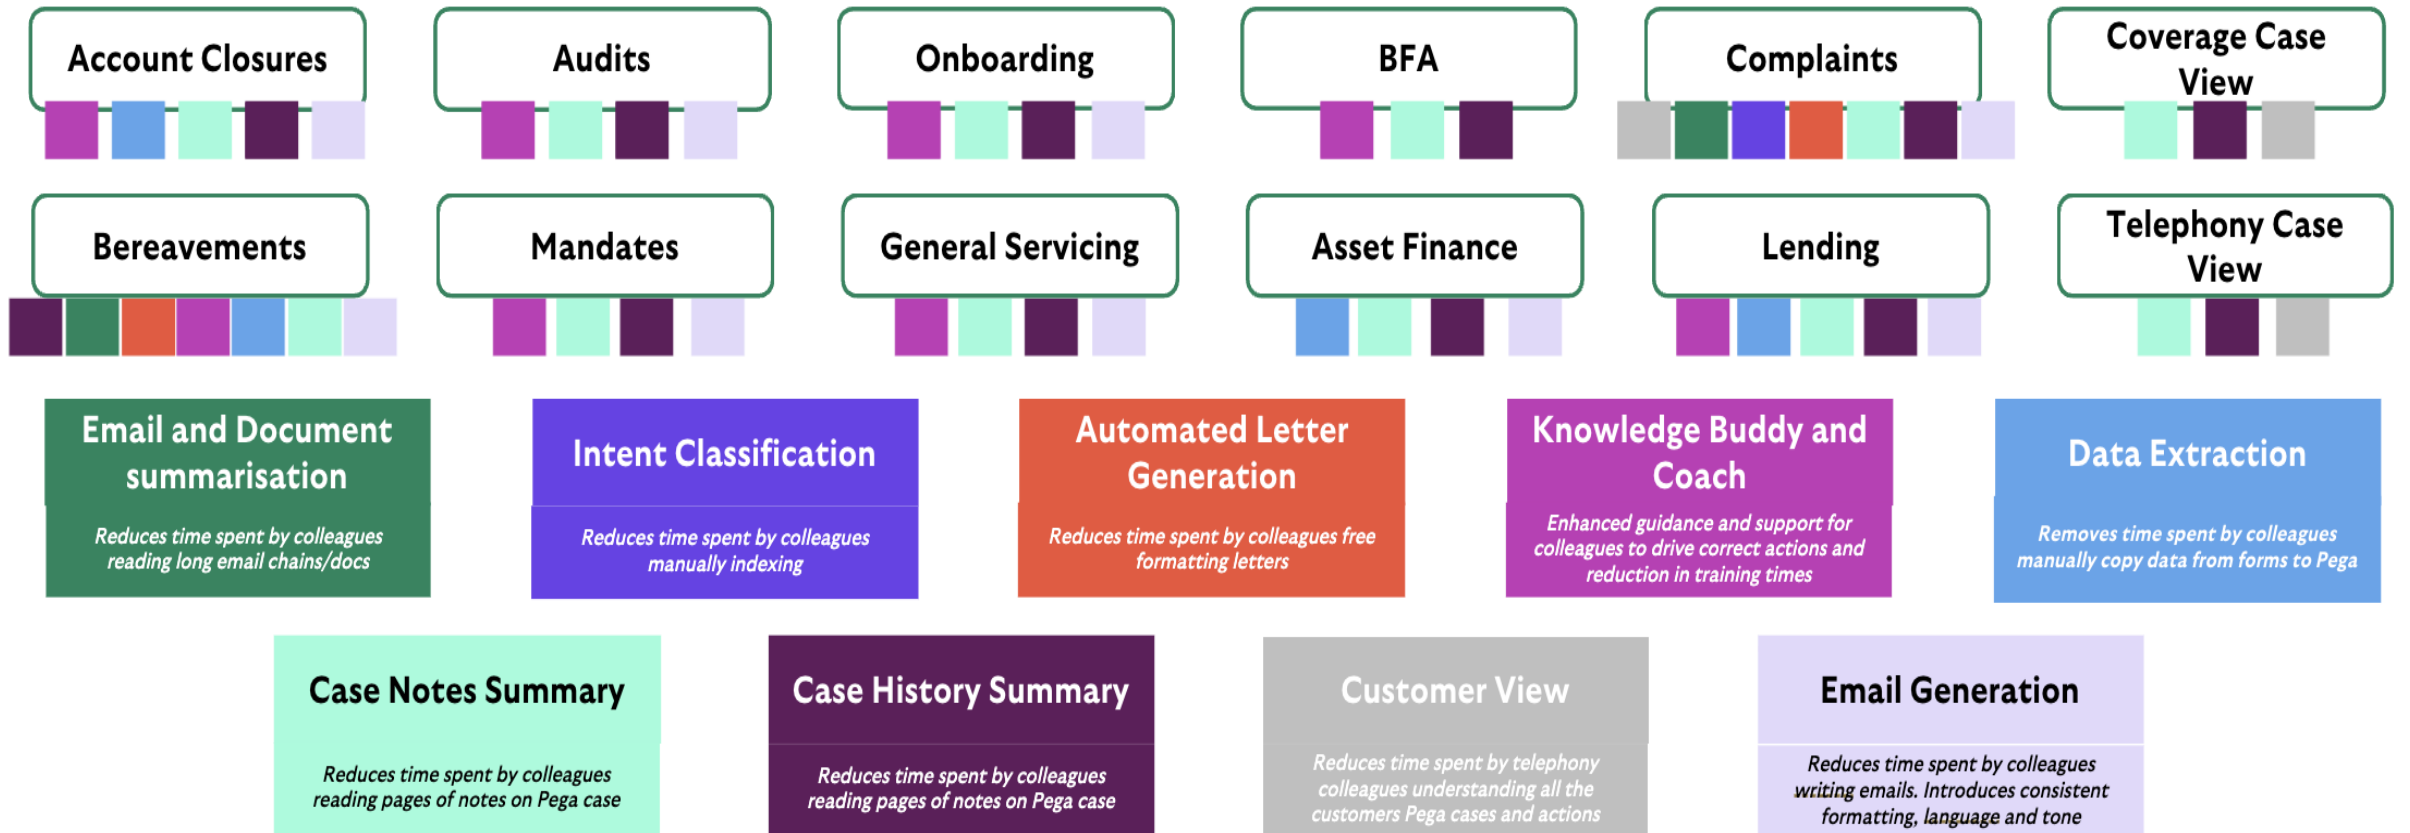 Account Closures
Audits
Onboarding
BFA
Complaints
Coverage Case
View
Bereavements
Mandates
General Servicing
Asset Finance
Lending
Telephony Case
View
Email and Document
summarisation
Reduces time spent by colleagues
reading long email chains/docs
Intent Classification
Reduces time spent by colleagues
manually indexing
Automated Letter
Generation
Reduces time spent by colleagues free
formatting letters
Knowledge Buddy and
Coach
Enhanced guidance and support for
colleagues to drive correct actions and
reduction in training times
Data Extraction
Removes time spent by colleagues
manually copy data from forms to Pega
Case Notes Summary
Reduces time spent by colleagues
reading pages of notes on Pega case
Case History Summary
Reduces time spent by colleagues
reading pages of notes on Pega case
Customer View
Reduces time spent by telephony
colleagues understanding all the
customers Pega cases and actions
Email Generation
Reduces time spent by colleagues
writing emails. Introduces consistent
formatting, language and tone